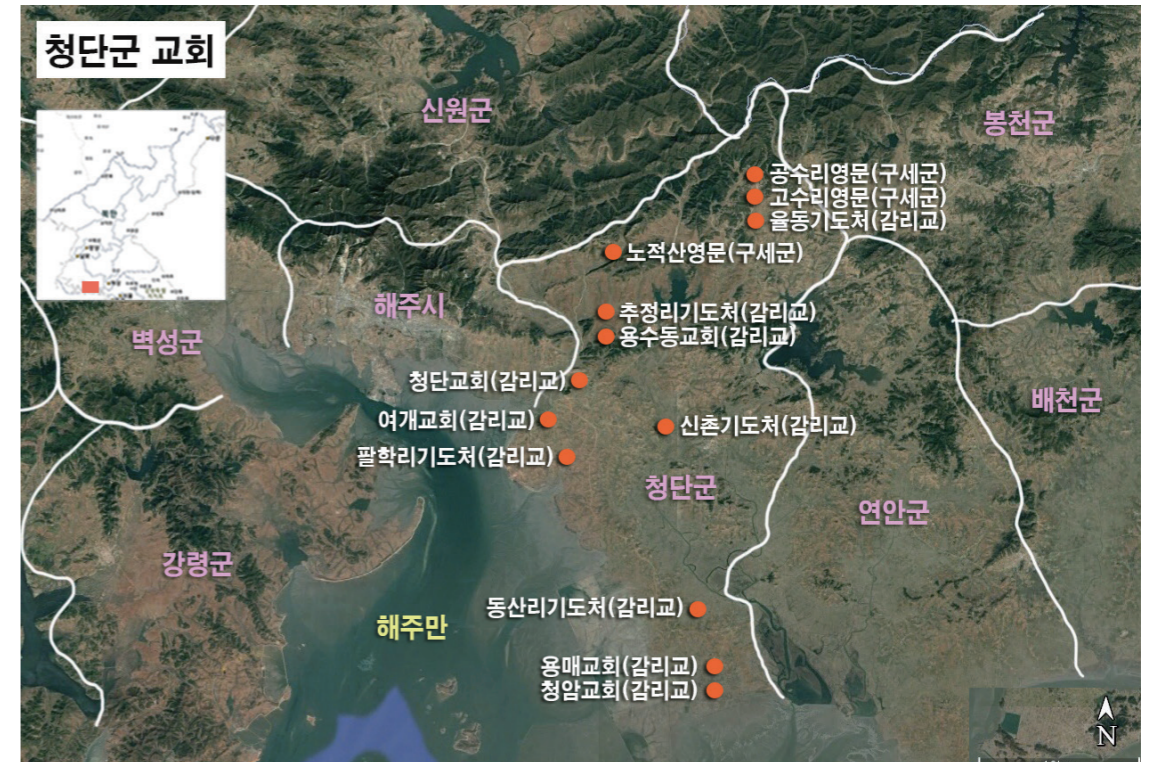 청단군 교회
신원군
봉천군
공수리영문(구세군)
고수리영문(구세군)
율동기도처(감리교)
노적산영문(구세군)
해주시
추정리기도처(감리교)
벽성군
용수동교회(감리교)
청단교회(감리교)
배천군
여개교회(감리교)
신촌기도처(감리교)
팔학리기도처(감리교)
청단군
연안군
강령군
동산리기도처(감리교)
해주만
용매교회(감리교)
청암교회(감리교)
N